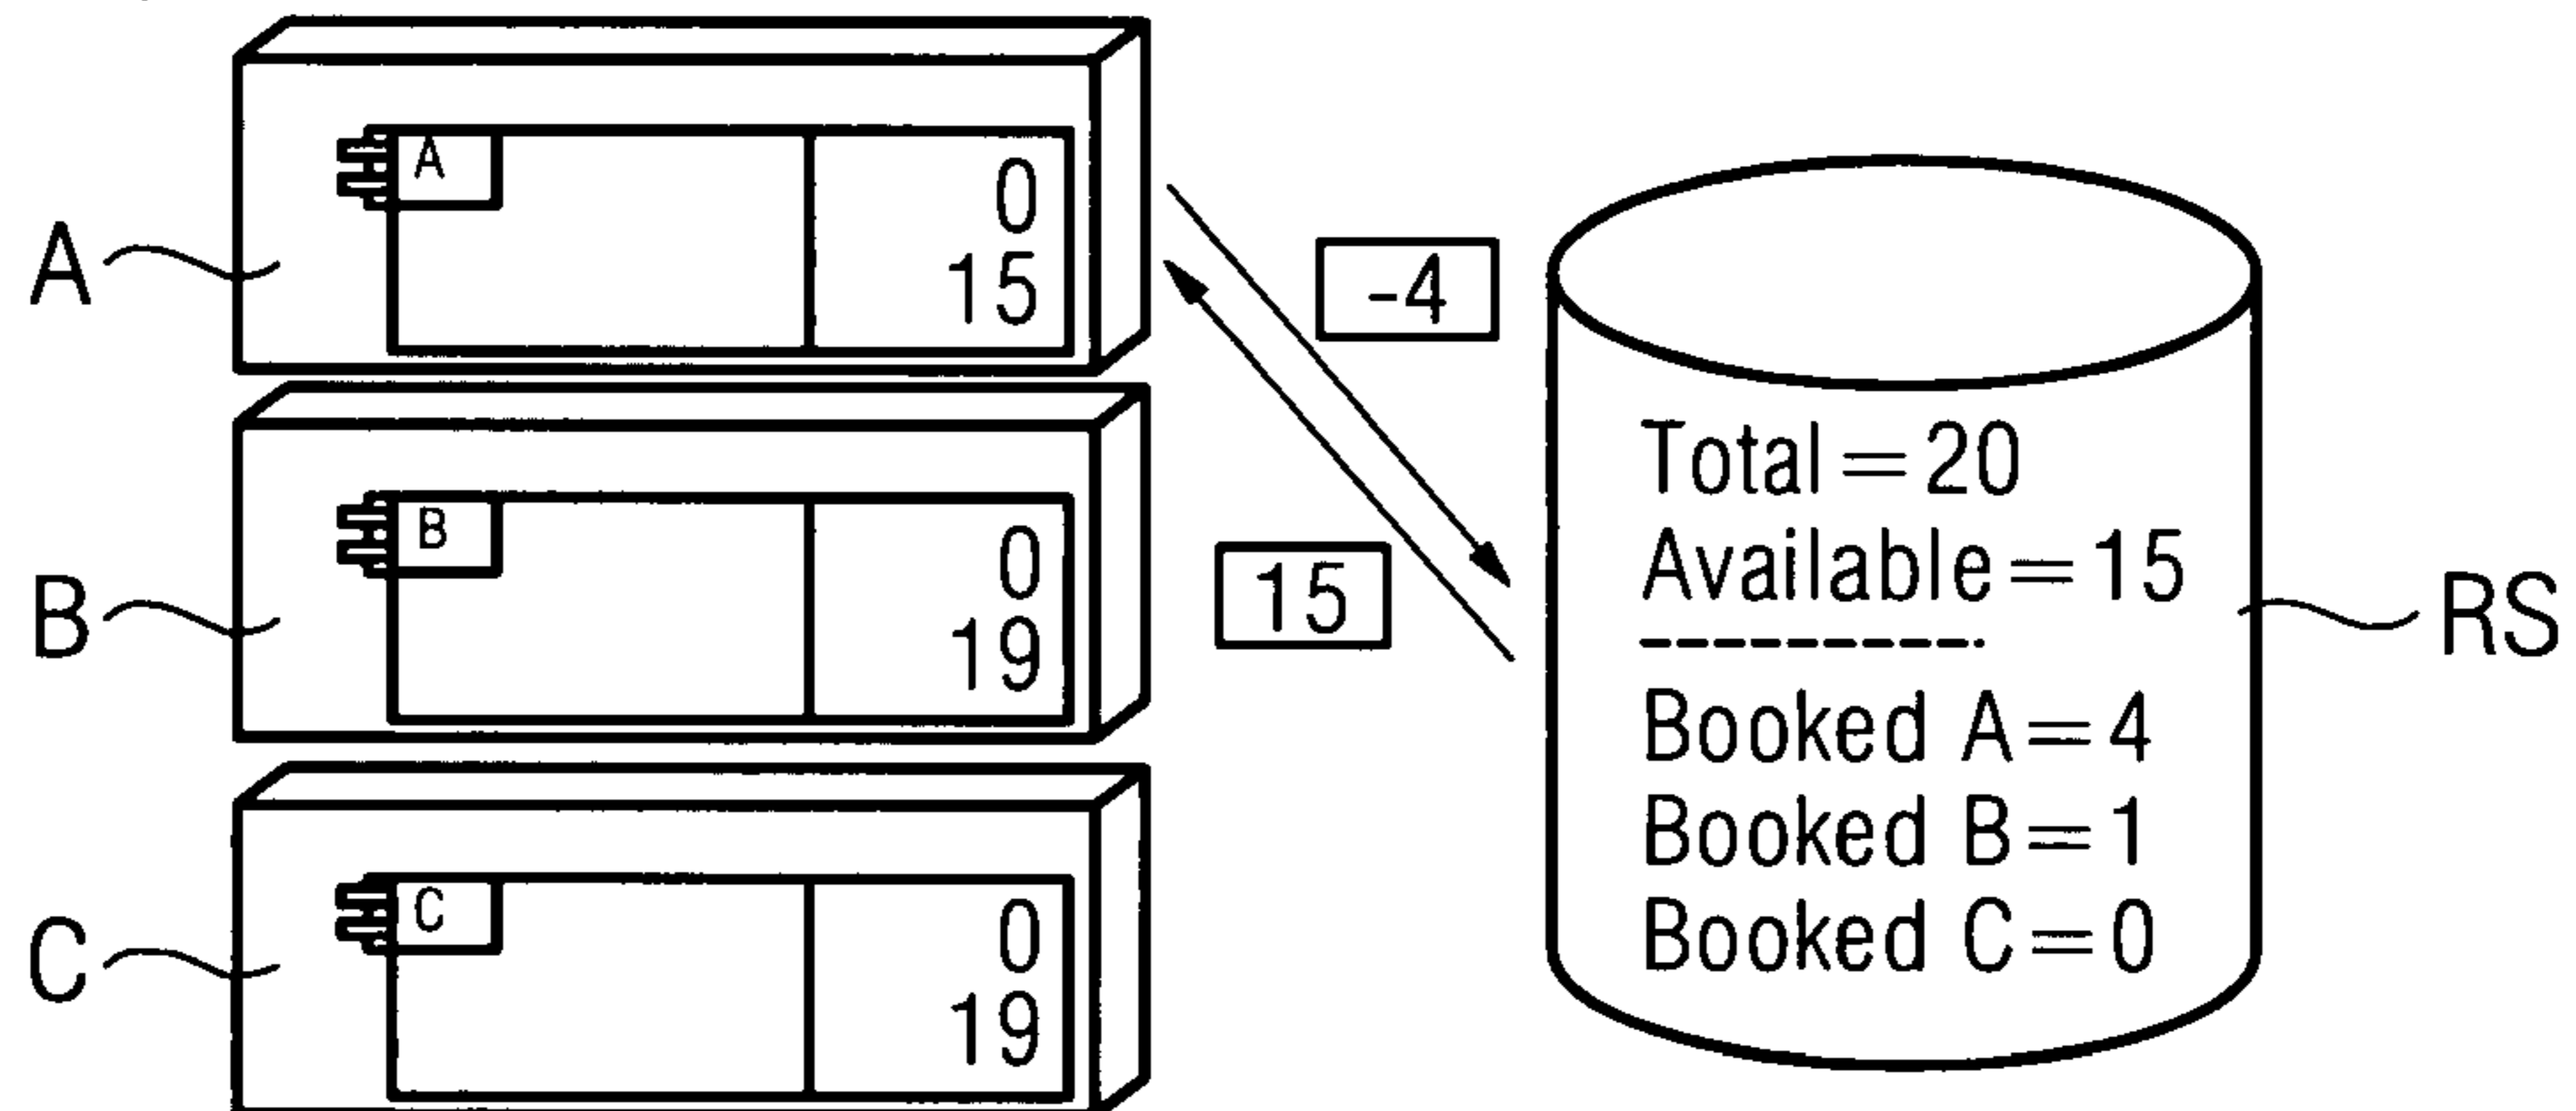 A
A
0
15
B
B
0
19
C
C
0
19
-4
15
Total=20
Available=15
----------
Booked A=4
Booked B=1
Booked C=0
RS